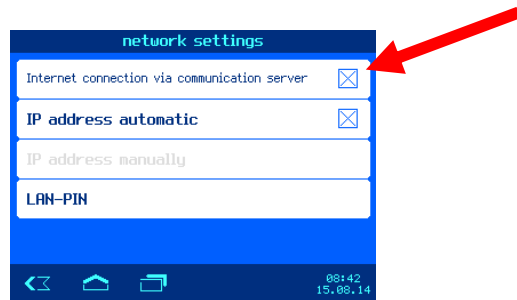 network settings
Internet connection via communication server
IP address automatic
IP address manually
LAN-PIN
08:42
15.08.14